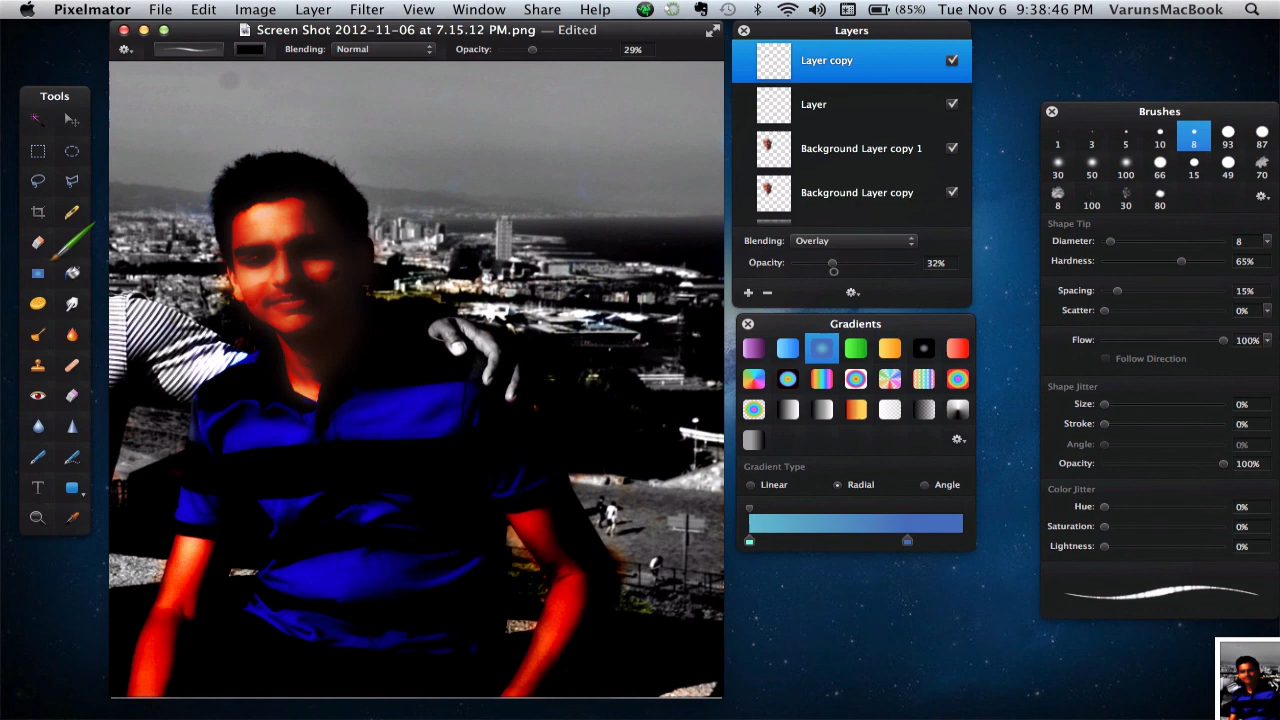 Pixelmator File Edit Image Layer Filter View Window Share Help (85%) Tue Nov 6 9:38:46 PM VarunsMacBook
Screen Shot 2012-11-06 at 7.15.12 PM.png — Edited
Blending: Normal Opacity: 29%
Tools
T
Layers
Layer copy
Layer
Background Layer copy 1
Background Layer copy
Blending: Overlay
Opacity: 32%
Gradients
Gradient Type
Linear Radial Angle
Brushes
1 3 5 10 8 93 87
30 50 100 66 15 49 70
8 100 30 80
Shape Tip
Diameter: 8
Hardness: 65%
Spacing: 15%
Scatter: 0%
Flow: 100%
Follow Direction
Shape Jitter
Size: 0%
Stroke: 0%
Angle: 0%
Opacity: 100%
Color Jitter
Hue: 0%
Saturation: 0%
Lightness: 0%